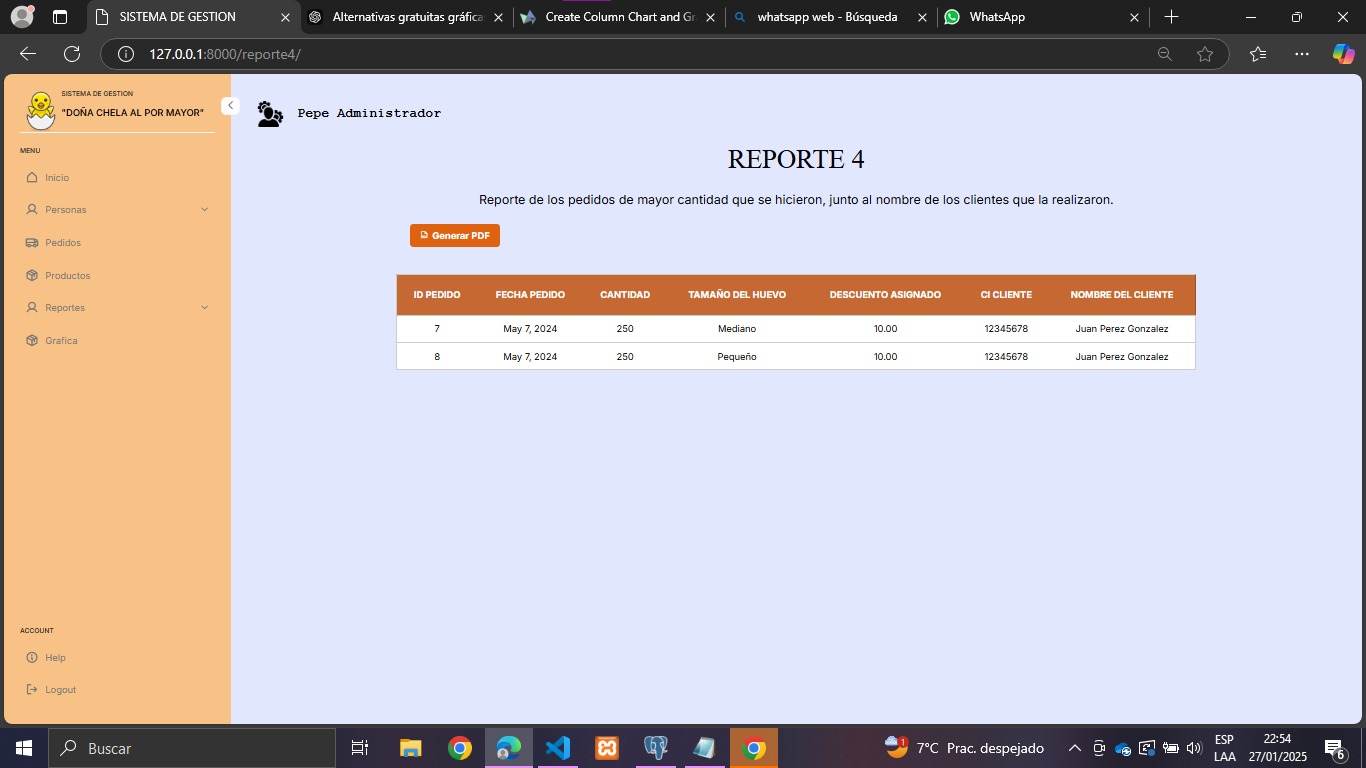 SISTEMA DE GESTION
Alternativas gratuitas gráfica
Create Column Chart and Gr
whatsapp web - Búsqueda
WhatsApp
127.0.0.1:8000/reporte4/
SISTEMA DE GESTION
"DOÑA CHELA AL POR MAYOR"
MENU
Inicio
Personas
Pedidos
Productos
Reportes
Grafica
ACCOUNT
Help
Logout
Pepe Administrador
REPORTE 4
Reporte de los pedidos de mayor cantidad que se hicieron, junto al nombre de los clientes que la realizaron.
Generar PDF
ID PEDIDO FECHA PEDIDO CANTIDAD TAMAÑO DEL HUEVO DESCUENTO ASIGNADO CI CLIENTE NOMBRE DEL CLIENTE
7 May 7, 2024 250 Mediano 10.00 12345678 Juan Perez Gonzalez
8 May 7, 2024 250 Pequeño 10.00 12345678 Juan Perez Gonzalez
Buscar
1
7°C Prac. despejado
ESP
LAA
22:54
27/01/2025
6